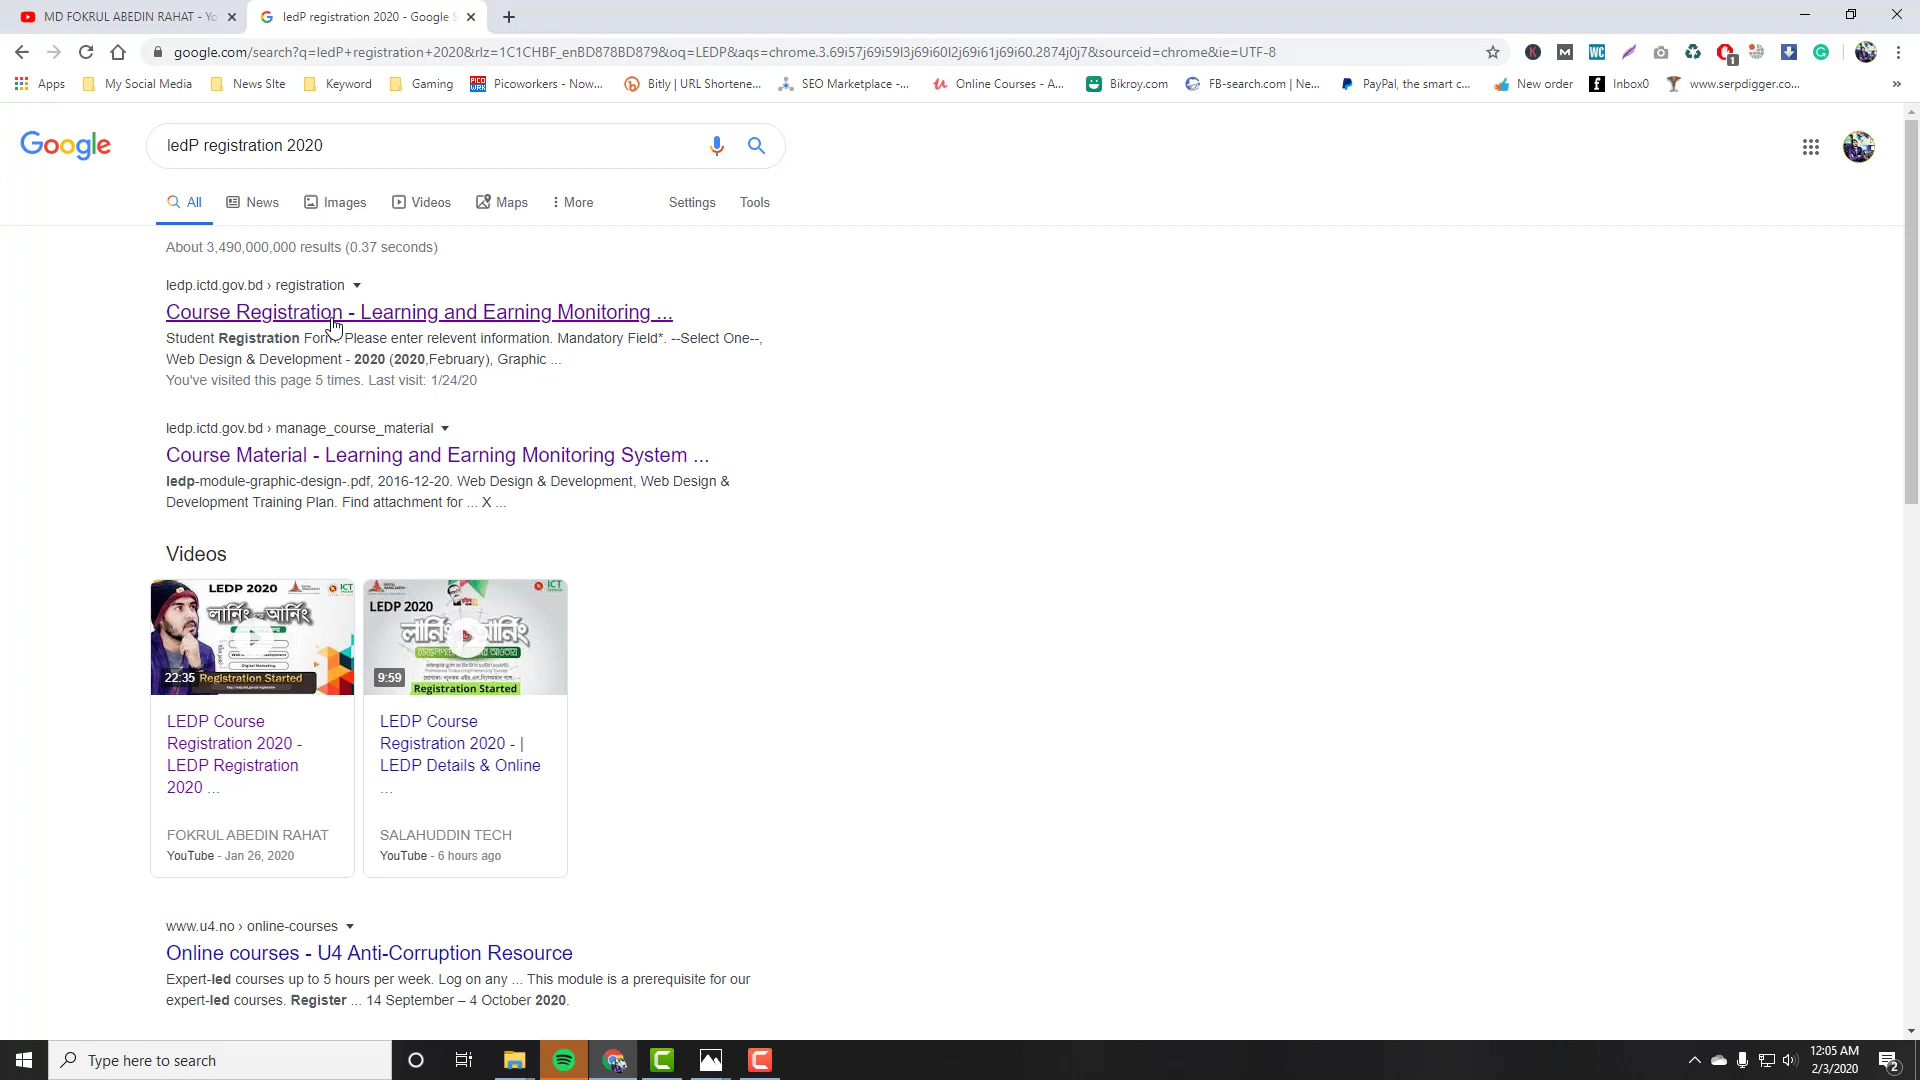 MD FOKRUL ABEDIN RAHAT - Yo
ledP registration 2020 - Google S
google.com/search?q=ledP+registration+2020&rlz=1C1CHBF_enBD878BD879&oq=LEDP&aqs=chrome.3.69i57j69i59l3j69i60l2j69i61j69i60.2874j0j7&sourceid=chrome&ie=UTF-8
Apps
My Social Media
News SIte
Keyword
Gaming
Picoworkers - Now...
Bitly | URL Shortene...
SEO Marketplace -...
Online Courses - A...
Bikroy.com
FB-search.com | Ne...
PayPal, the smart c...
New order
Inbox0
www.serpdigger.co...
Google
ledP registration 2020
All
News
Images
Videos
Maps
More
Settings
Tools
About 3,490,000,000 results (0.37 seconds)
ledp.ictd.gov.bd › registration
Course Registration - Learning and Earning Monitoring ...
Student Registration Form. Please enter relevent information. Mandatory Field*. --Select One--,
Web Design & Development - 2020 (2020,February), Graphic ...
You've visited this page 5 times. Last visit: 1/24/20
ledp.ictd.gov.bd › manage_course_material
Course Material - Learning and Earning Monitoring System ...
ledp-module-graphic-design-.pdf, 2016-12-20. Web Design & Development, Web Design &
Development Training Plan. Find attachment for ... X ...
Videos
LEDP 2020
ICT
লার্নিং
আর্নিং
Digital Marketing
22:35
Registration Started
ICT
LEDP 2020
9:59
Registration Started
LEDP Course
Registration 2020 -
LEDP Registration
2020 ...
FOKRUL ABEDIN RAHAT
YouTube - Jan 26, 2020
LEDP Course
Registration 2020 - |
LEDP Details & Online
...
SALAHUDDIN TECH
YouTube - 6 hours ago
www.u4.no › online-courses
Online courses - U4 Anti-Corruption Resource
Expert-led courses up to 5 hours per week. Log on any ... This module is a prerequisite for our
expert-led courses. Register ... 14 September – 4 October 2020.
Type here to search
12:05 AM
2/3/2020
2